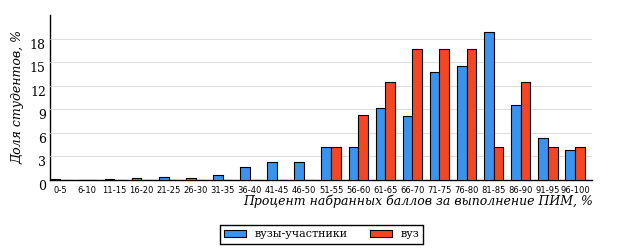 Доля студентов, %
18
15
12
9
6
3
0
0-5 6-10 11-15 16-20 21-25 26-30 31-35 36-40 41-45 46-50 51-55 56-60 61-65 66-70 71-75 76-80 81-85 86-90 91-95 96-100
Процент набранных баллов за выполнение ПИМ, %
вузы-участники вуз